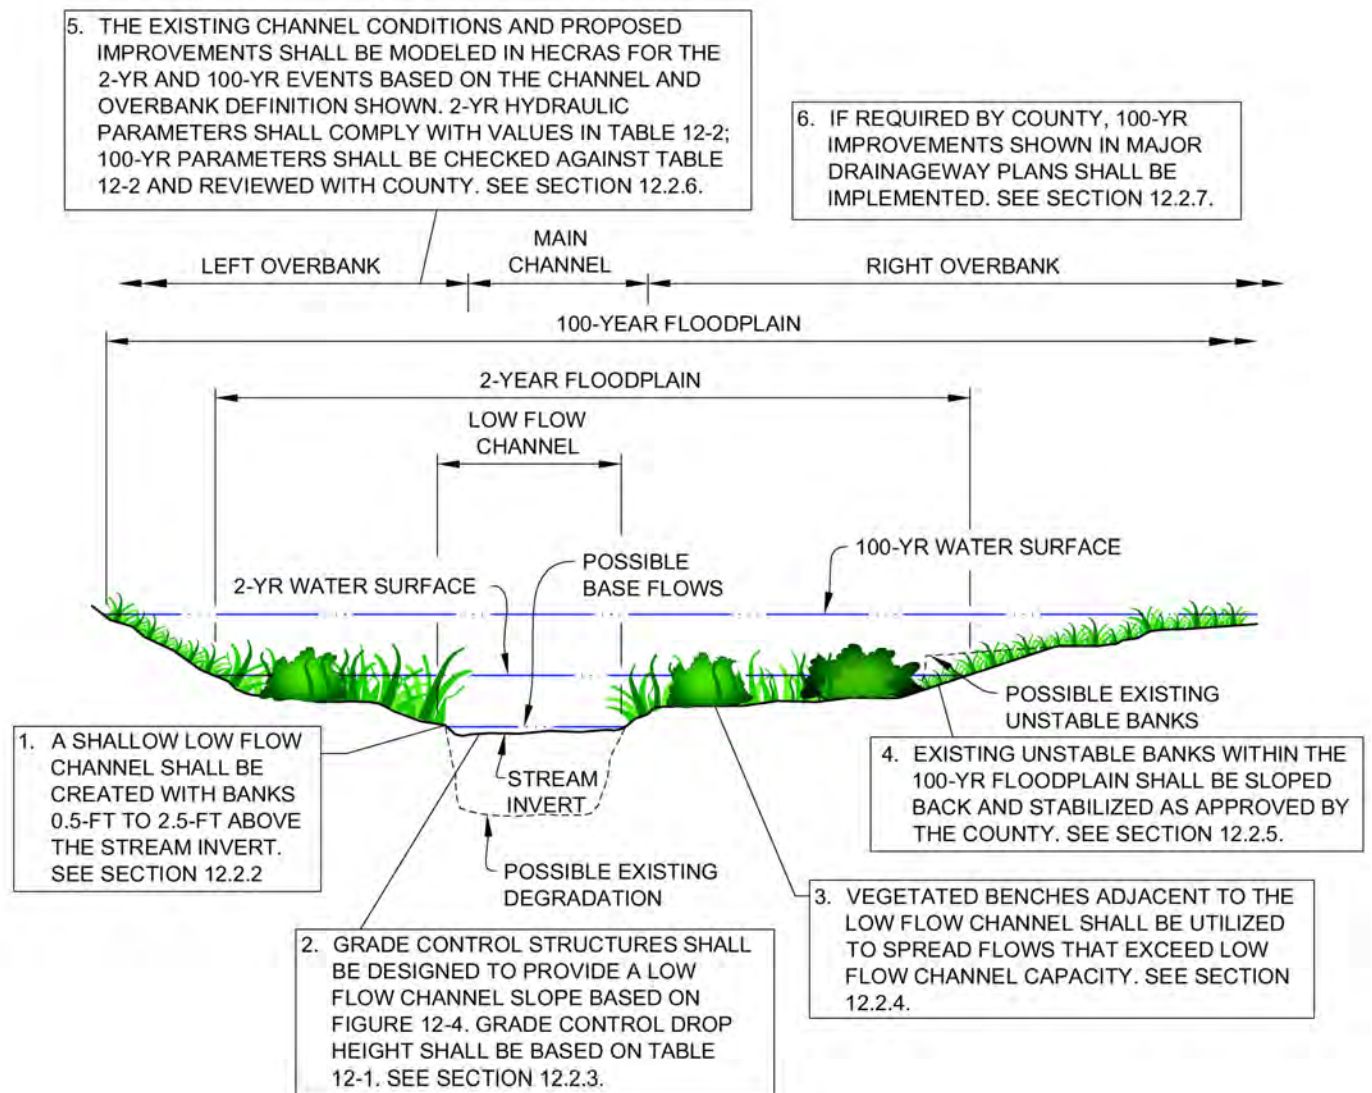 5. THE EXISTING CHANNEL CONDITIONS AND PROPOSED
IMPROVEMENTS SHALL BE MODELED IN HECRAS FOR THE
2-YR AND 100-YR EVENTS BASED ON THE CHANNEL AND
OVERBANK DEFINITION SHOWN. 2-YR HYDRAULIC
PARAMETERS SHALL COMPLY WITH VALUES IN TABLE 12-2;
100-YR PARAMETERS SHALL BE CHECKED AGAINST TABLE
12-2 AND REVIEWED WITH COUNTY. SEE SECTION 12.2.6.
6. IF REQUIRED BY COUNTY, 100-YR
IMPROVEMENTS SHOWN IN MAJOR
DRAINAGEWAY PLANS SHALL BE
IMPLEMENTED. SEE SECTION 12.2.7.
LEFT OVERBANK
MAIN
CHANNEL
RIGHT OVERBANK
100-YEAR FLOODPLAIN
2-YEAR FLOODPLAIN
LOW FLOW
CHANNEL
2-YR WATER SURFACE
POSSIBLE
BASE FLOWS
100-YR WATER SURFACE
POSSIBLE EXISTING
UNSTABLE BANKS
STREAM
INVERT
POSSIBLE EXISTING
DEGRADATION
1. A SHALLOW LOW FLOW
CHANNEL SHALL BE
CREATED WITH BANKS
0.5-FT TO 2.5-FT ABOVE
THE STREAM INVERT.
SEE SECTION 12.2.2
4. EXISTING UNSTABLE BANKS WITHIN THE
100-YR FLOODPLAIN SHALL BE SLOPED
BACK AND STABILIZED AS APPROVED BY
THE COUNTY. SEE SECTION 12.2.5.
3. VEGETATED BENCHES ADJACENT TO THE
LOW FLOW CHANNEL SHALL BE UTILIZED
TO SPREAD FLOWS THAT EXCEED LOW
FLOW CHANNEL CAPACITY. SEE SECTION
12.2.4.
2. GRADE CONTROL STRUCTURES SHALL
BE DESIGNED TO PROVIDE A LOW
FLOW CHANNEL SLOPE BASED ON
FIGURE 12-4. GRADE CONTROL DROP
HEIGHT SHALL BE BASED ON TABLE
12-1. SEE SECTION 12.2.3.